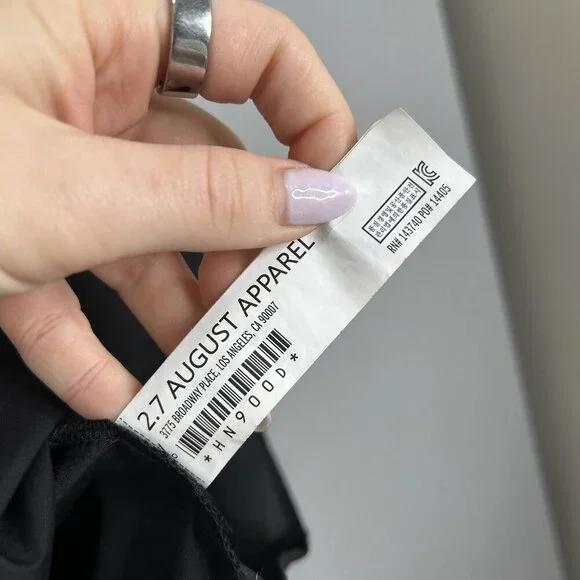 2.7 AUGUST APPAREL
3775 BROADWAY PLACE, LOS ANGELES, CA 90007
*HN900D*
RN# 143740 PO# 14405